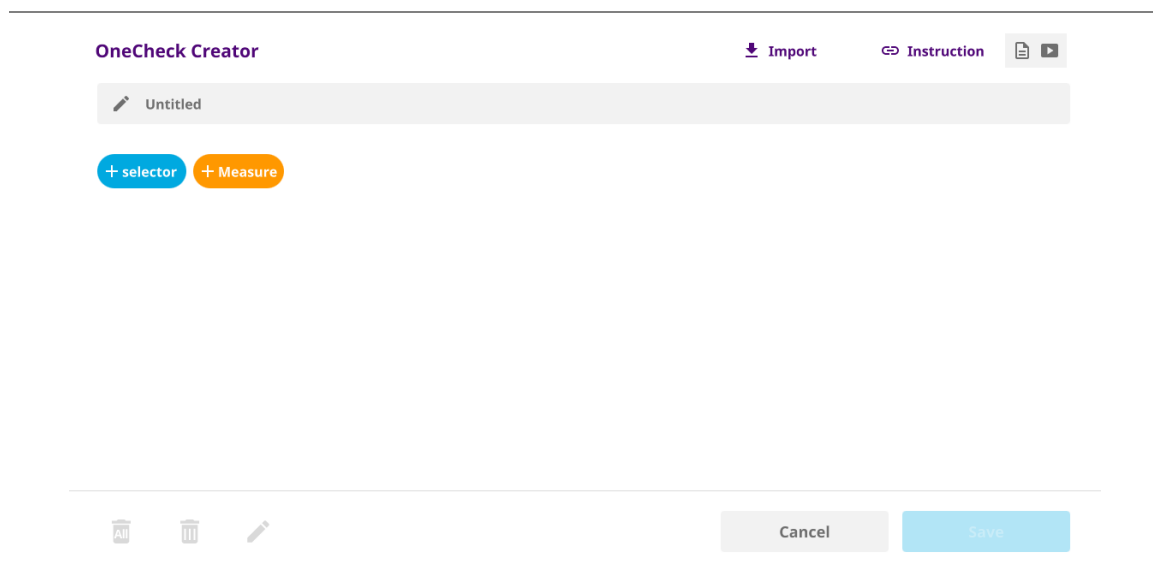 OneCheck Creator
Import
Instruction
Untitled
+ selector
+ Measure
All
Cancel
Save